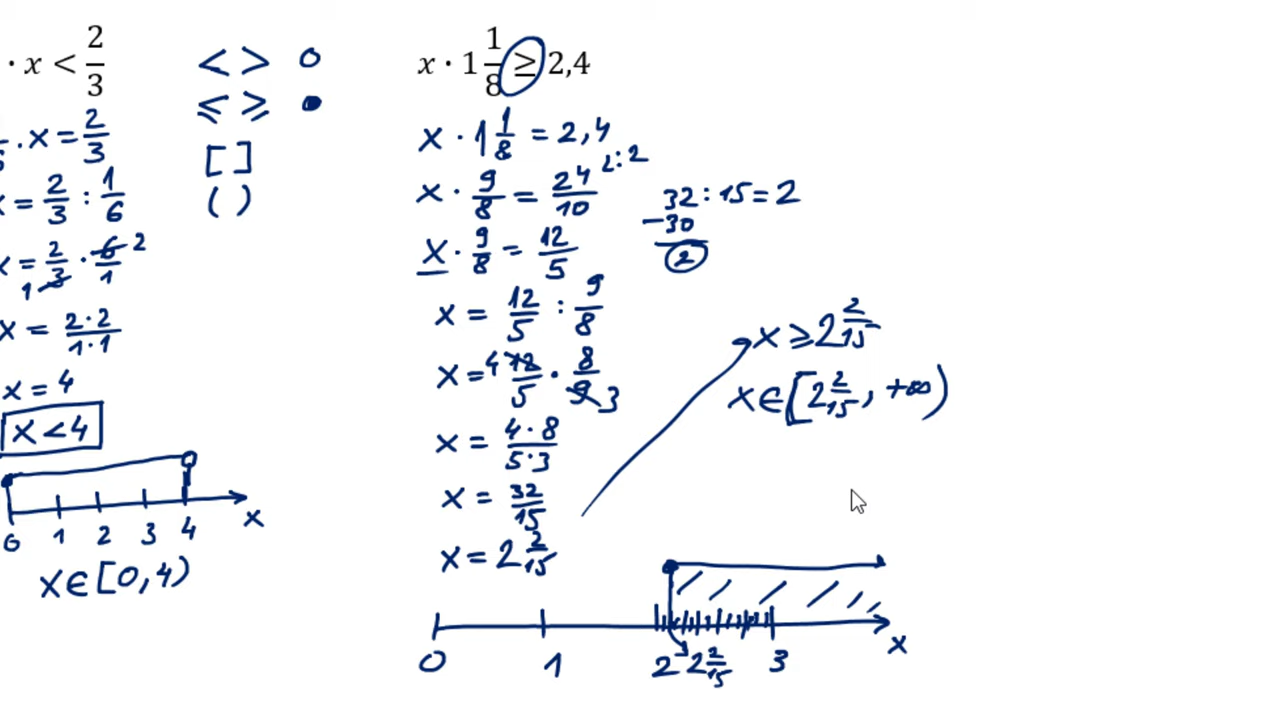 · x < 2/3
< > o
≤ ≥ •
[ ]
( )
. x = 2/3
= 2/3 : 1/6
= 2/3 · 6/1 2
1
x = 2·2/1·1
x = 4
x < 4
0 1 2 3 4 x
x ∈ [0,4)
x · 1 1/8 ≥ 2,4
x · 1 1/8 = 2,4
x · 9/8 = 24/10 :2
x · 9/8 = 12/5
x = 12/5 : 9/8
x = 4 12/5 · 8/9 3
x = 4·8/5·3
x = 32/15
x = 2 2/15
32 : 15 = 2
-30
2
x ≥ 2 2/15
x ∈ [2 2/15, +∞)
0 1 2 2 2/15 3 x